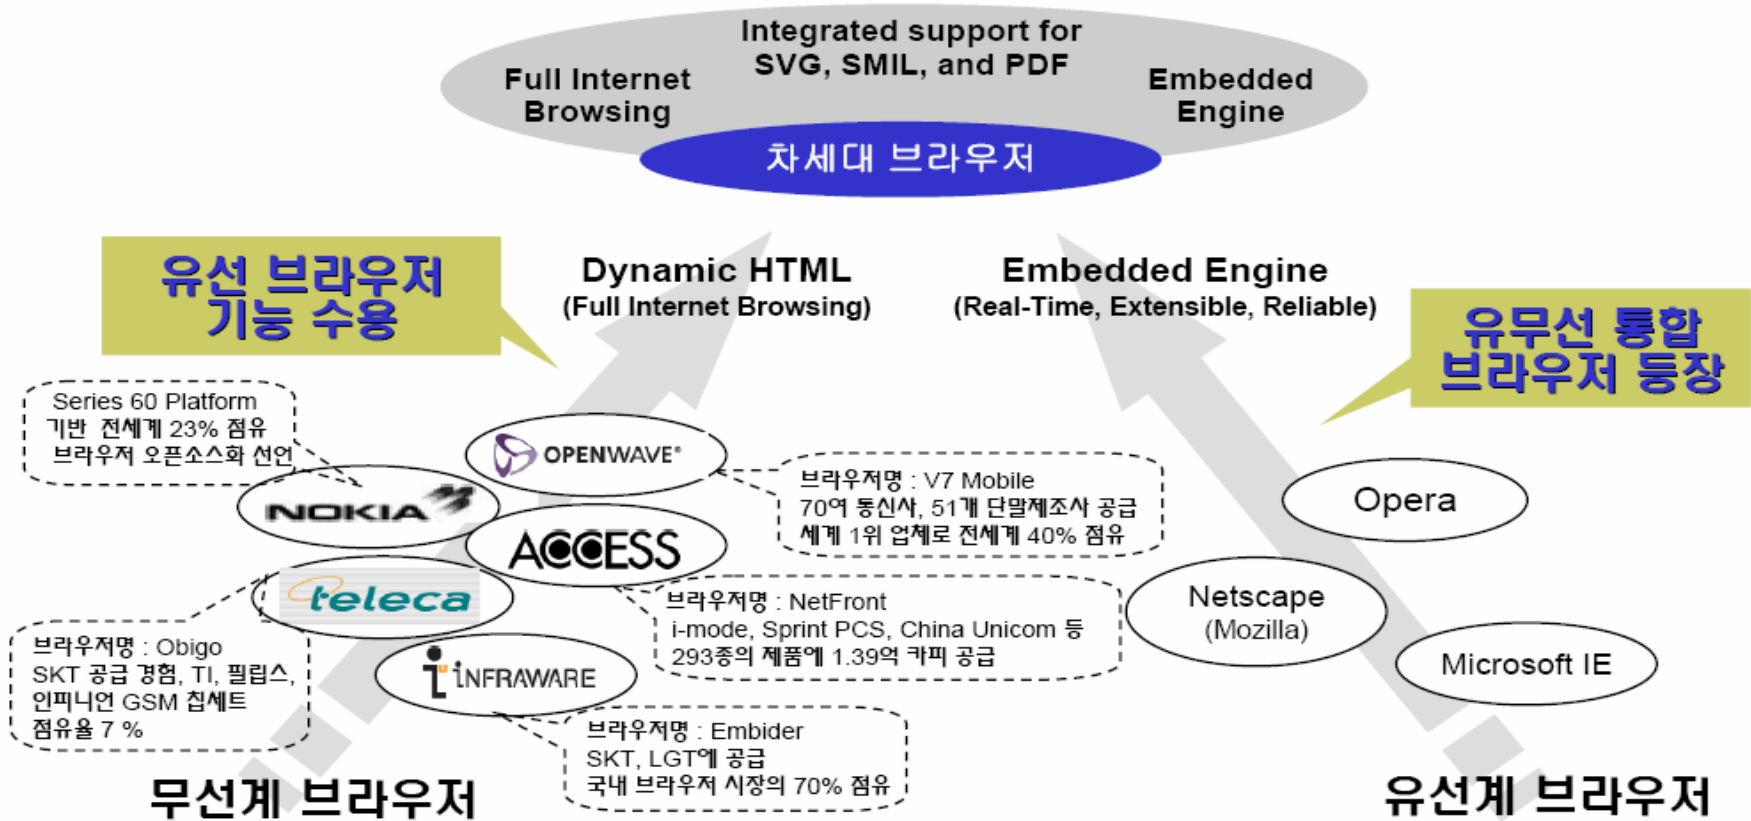 Integrated support for
SVG, SMIL, and PDF
Full Internet
Browsing
Embedded
Engine
차세대 브라우저
유선 브라우저
기능 수용
Dynamic HTML
(Full Internet Browsing)
Embedded Engine
(Real-Time, Extensible, Reliable)
유무선 통합
브라우저 등장
Series 60 Platform
기반 전세계 23% 점유
브라우저 오픈소스화 선언
NOKIA
OPENWAVE®
브라우저명 : V7 Mobile
70여 통신사, 51개 단말제조사 공급
세계 1위 업체로 전세계 40% 점유
Opera
ACCESS
teleca
브라우저명 : NetFront
i-mode, Sprint PCS, China Unicom 등
293종의 제품에 1.39억 카피 공급
Netscape
(Mozilla)
브라우저명 : Obigo
SKT 공급 경험, TI, 필립스,
인피니언 GSM 칩세트
점유율 7 %
INFRAWARE
Microsoft IE
브라우저명 : Embider
SKT, LGT에 공급
국내 브라우저 시장의 70% 점유
무선계 브라우저
유선계 브라우저